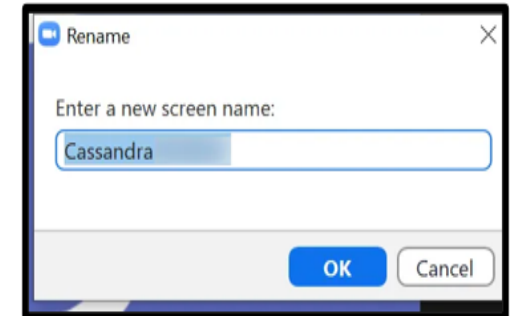 Rename
Enter a new screen name:
Cassandra
OK
Cancel